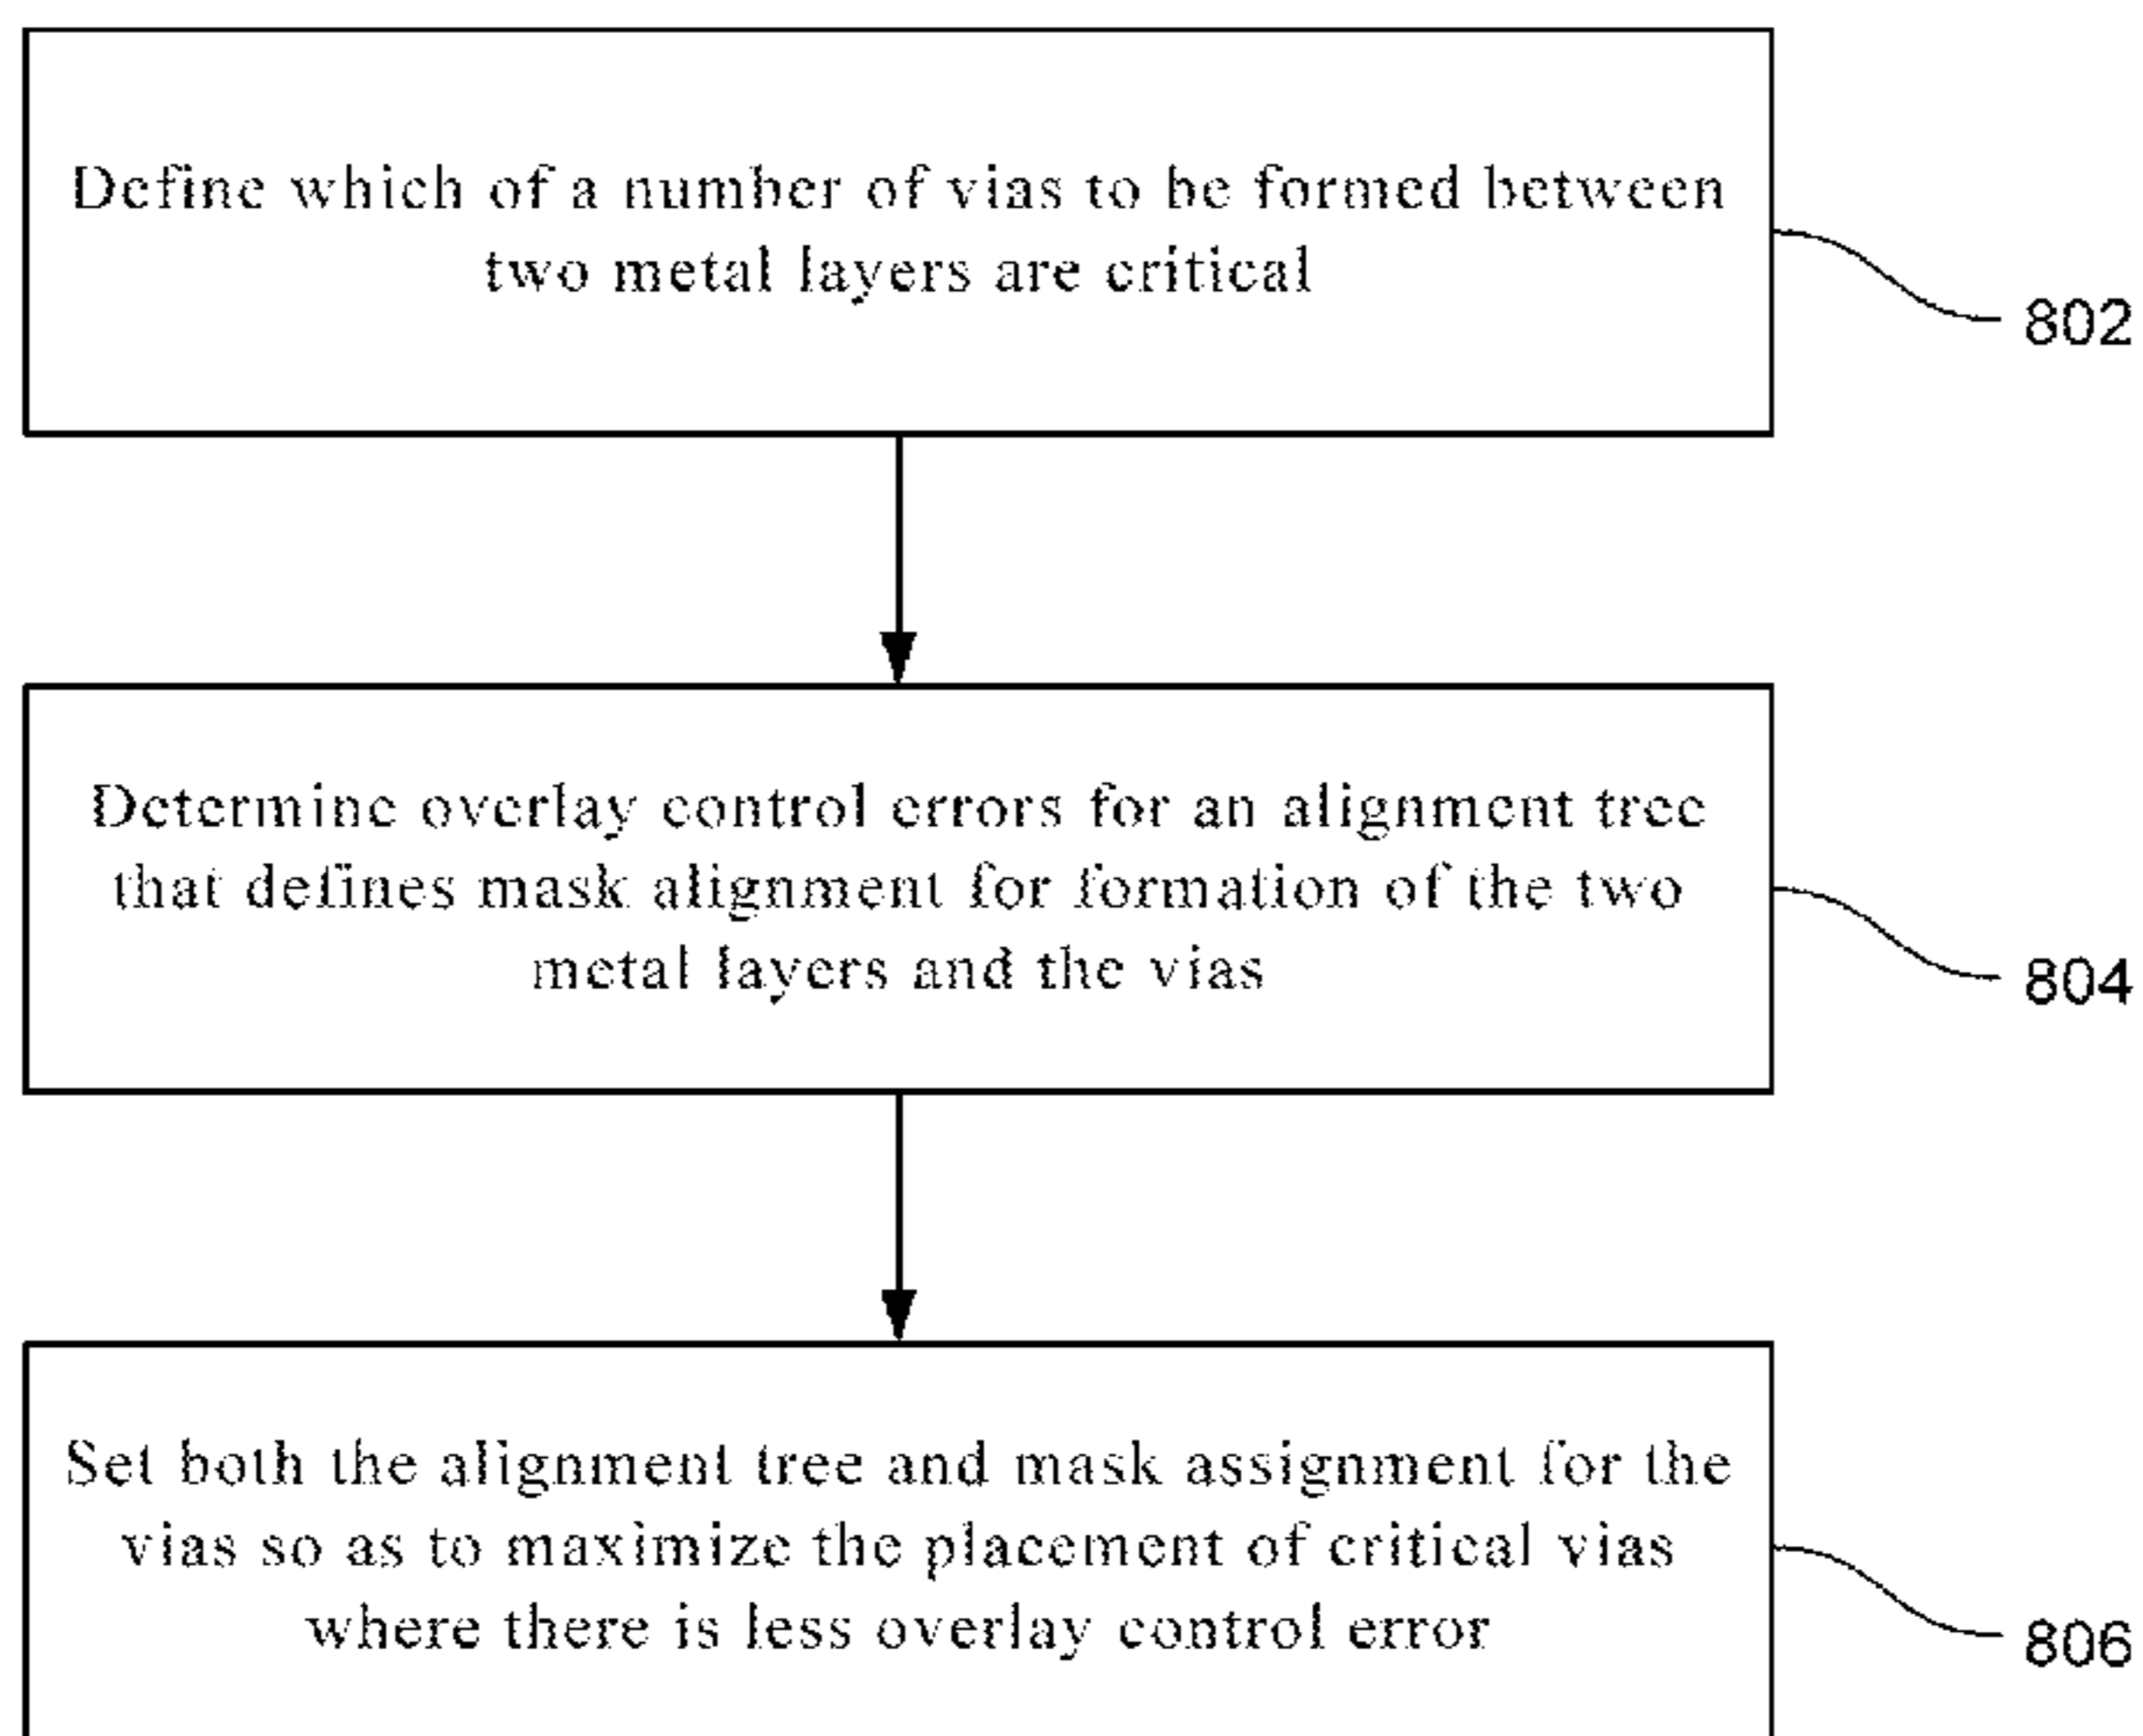 Define which of a number of vias to be formed between
two metal layers are critical
802
Determine overlay control errors for an alignment tree
that defines mask alignment for formation of the two
metal layers and the vias
804
Set both the alignment tree and mask assignment for the
vias so as to maximize the placement of critical vias
where there is less overlay control error
806